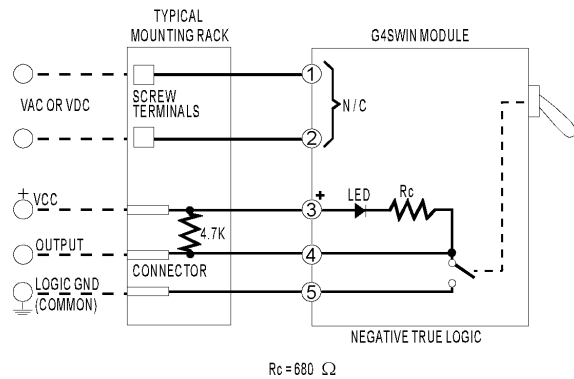 TYPICAL
MOUNTING RACK
G4SWIN MODULE
1
SCREW
TERMINALS
VAC OR VDC
N / C
2
+
VCC
+
LED
Rc
3
4.7K
OUTPUT
4
CONNECTOR
LOGIC GND
(COMMON)
5
NEGATIVE TRUE LOGIC
Rc = 680 Ω